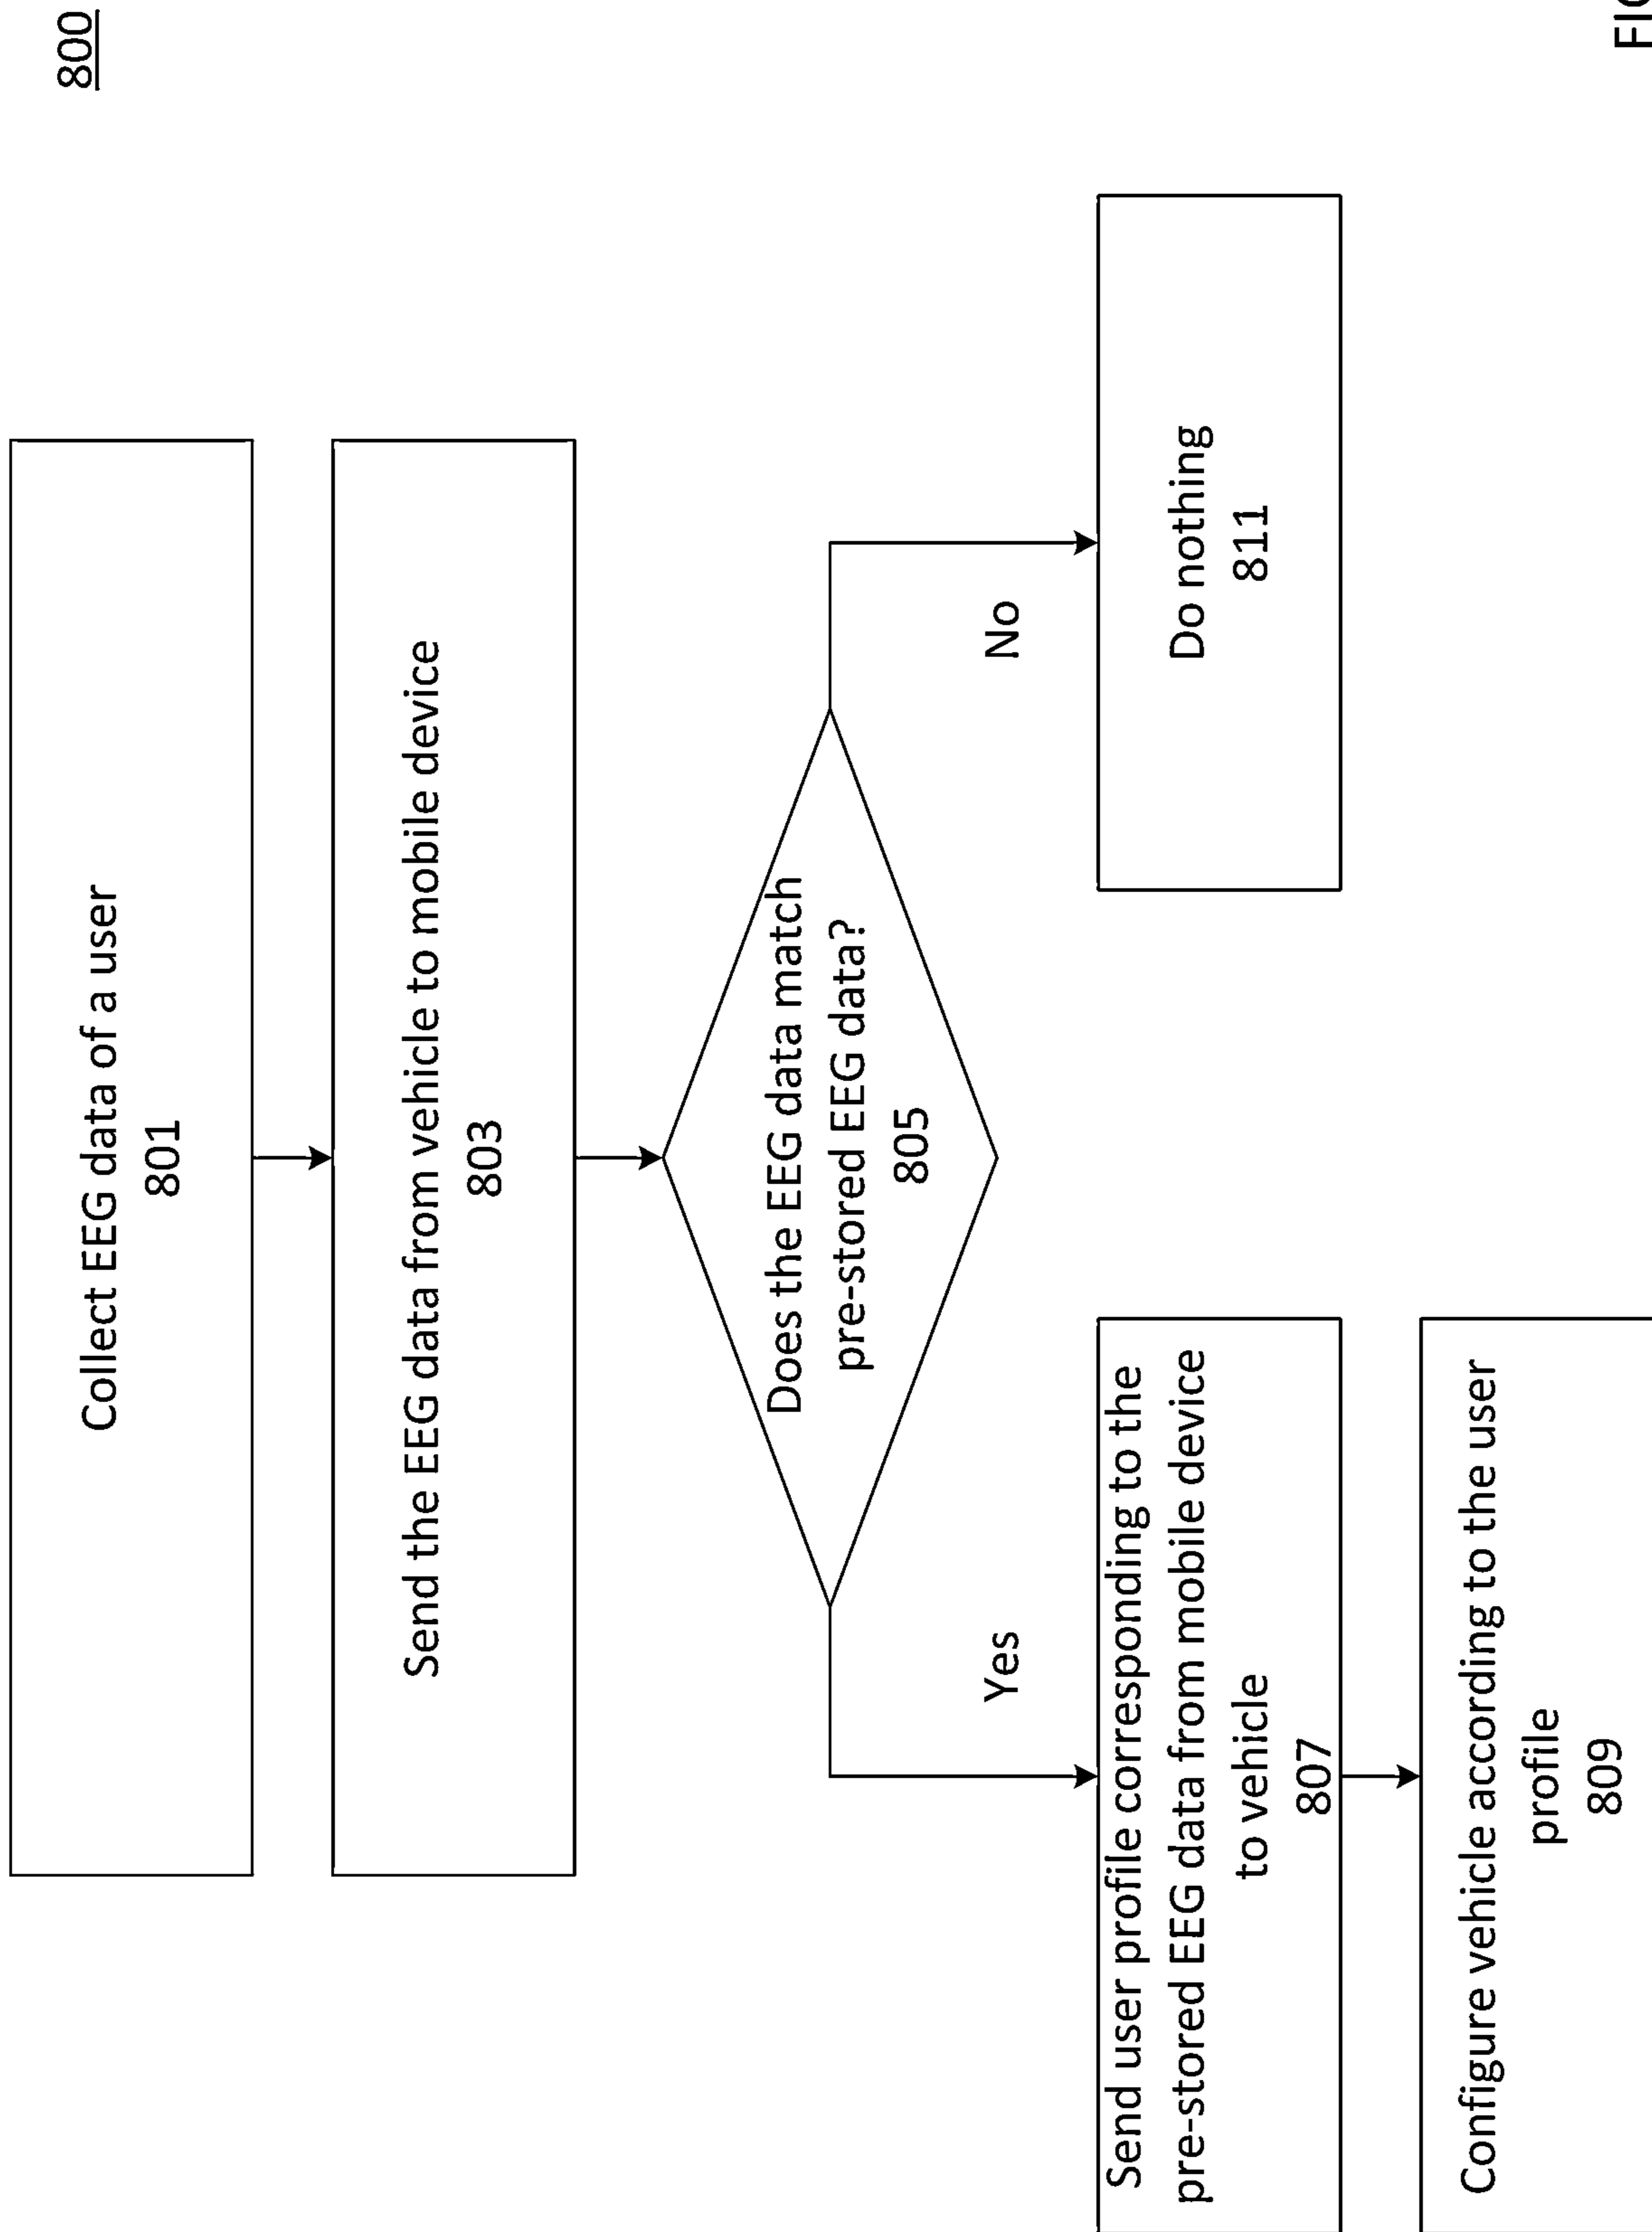 800
Collect EEG data of a user
801
Send the EEG data from vehicle to mobile device
803
Does the EEG data match
pre-stored EEG data?
805
Yes
No
Send user profile corresponding to the
pre-stored EEG data from mobile device
to vehicle
807
Do nothing
811
Configure vehicle according to the user
profile
809